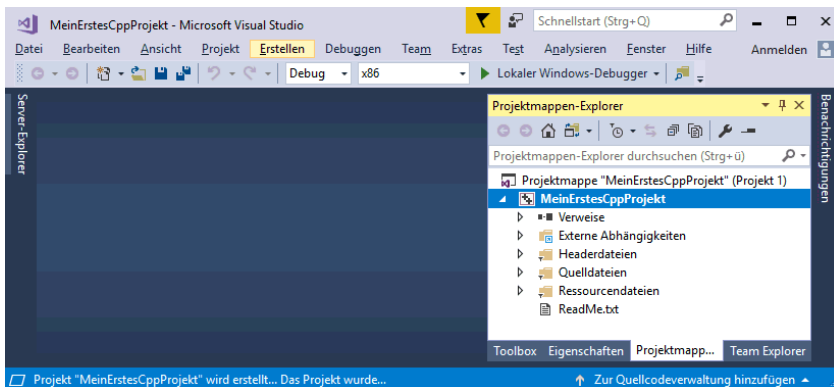 MeinErstesCppProjekt - Microsoft Visual Studio
Schnellstart (Strg+Q)
Datei Bearbeiten Ansicht Projekt Erstellen Debuggen Team Extras Test Analysieren Fenster Hilfe Anmelden
Debug x86 Lokaler Windows-Debugger
Server-Explorer
Projektmappen-Explorer
Projektmappen-Explorer durchsuchen (Strg+ü)
Projektmappe "MeinErstesCppProjekt" (Projekt 1)
MeinErstesCppProjekt
Verweise
Externe Abhängigkeiten
Headerdateien
Quelldateien
Ressourcendateien
ReadMe.txt
Toolbox Eigenschaften Projektmapp... Team Explorer
Benachrichtigungen
Projekt "MeinErstesCppProjekt" wird erstellt... Das Projekt wurde... Zur Quellcodeverwaltung hinzufügen